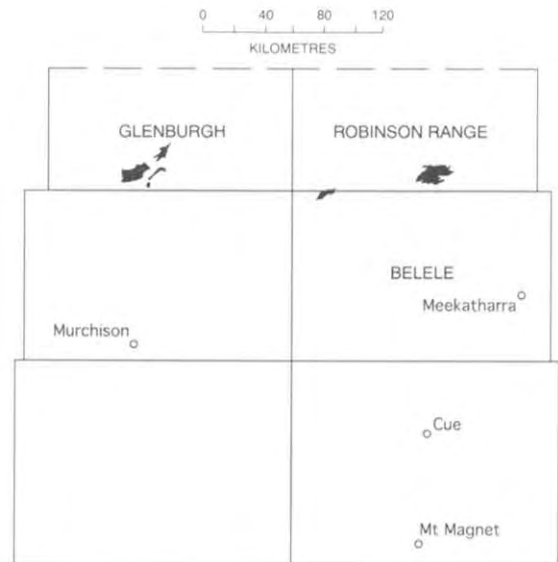 0 40 80 120
KILOMETRES
GLENBURGH
ROBINSON RANGE
BELELE
Meekatharra
Murchison
Cue
Mt Magnet